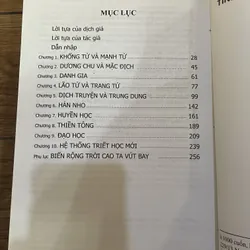 MỤC LỤC
Lời tựa của dịch giả
Lời tựa của tác giả
Dẫn nhập
Chương 1. KHỔNG TỬ VÀ MẠNH TỬ 28
Chương 2. DƯƠNG CHU VÀ MẶC ĐỊCH 45
Chương 3. DANH GIA 61
Chương 4. LÃO TỬ VÀ TRANG TỬ 77
Chương 5. DỊCH TRUYỆN VÀ TRUNG DUNG 99
Chương 6. HÁN NHO 142
Chương 7. HUYỀN HỌC 161
Chương 8. THIỀN TÔNG 189
Chương 9. ĐẠO HỌC 209
Chương 10. HỆ THỐNG TRIẾT HỌC MỚI 239
Phụ lục BIỂN RỘNG TRỜI CAO TA VÚT BAY 256